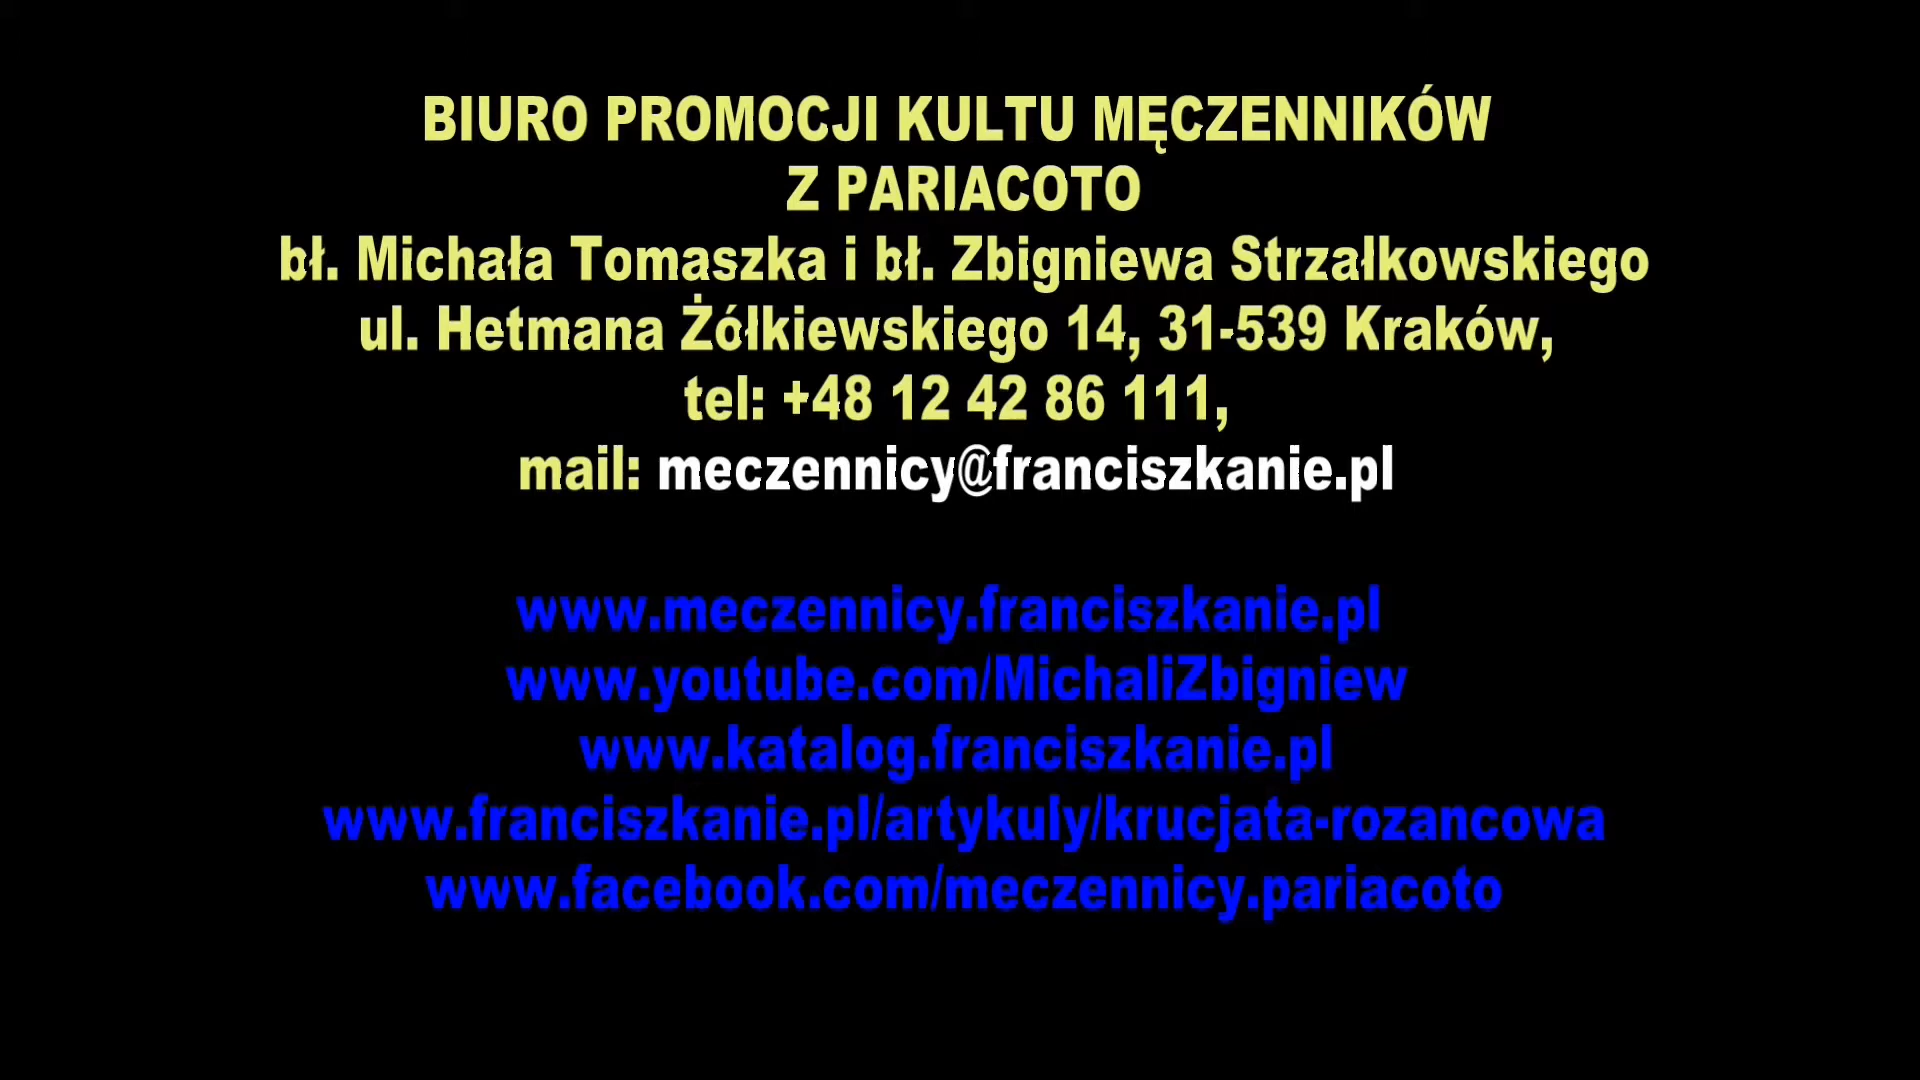 BIURO PROMOCJI KULTU MĘCZENNIKÓW
Z PARIACOTO
bł. Michała Tomaszka i bł. Zbigniewa Strzałkowskiego
ul. Hetmana Żółkiewskiego 14, 31-539 Kraków,
tel: +48 12 42 86 111,
mail: meczennicy@franciszkanie.pl
www.meczennicy.franciszkanie.pl
www.youtube.com/MichaliZbigniew
www.katalog.franciszkanie.pl
www.franciszkanie.pl/artykuly/krucjata-rozancowa
www.facebook.com/meczennicy.pariacoto